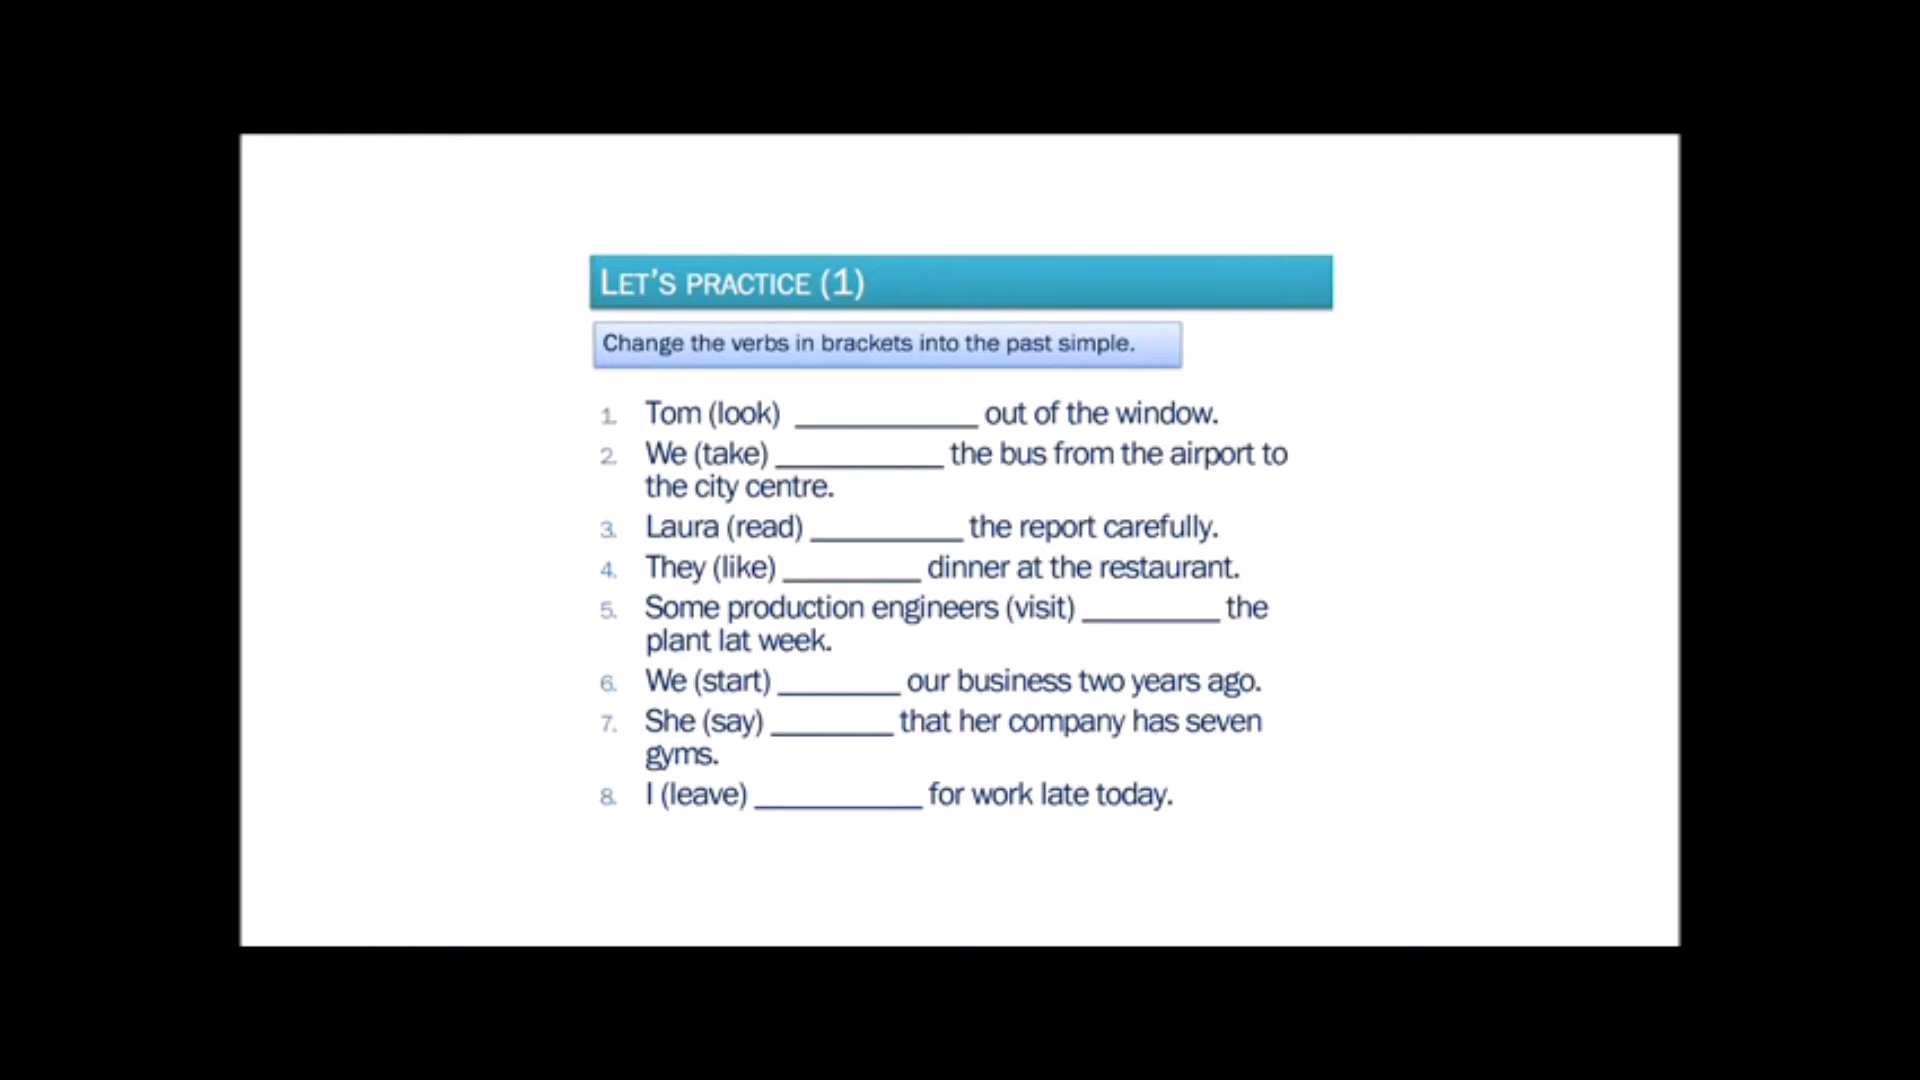 LET'S PRACTICE (1)
Change the verbs in brackets into the past simple.
1. Tom (look) ____________ out of the window.
2. We (take) ___________ the bus from the airport to
the city centre.
3. Laura (read) __________ the report carefully.
4. They (like) _________ dinner at the restaurant.
5. Some production engineers (visit) _________ the
plant lat week.
6. We (start) ________ our business two years ago.
7. She (say) ________ that her company has seven
gyms.
8. I (leave) ___________ for work late today.